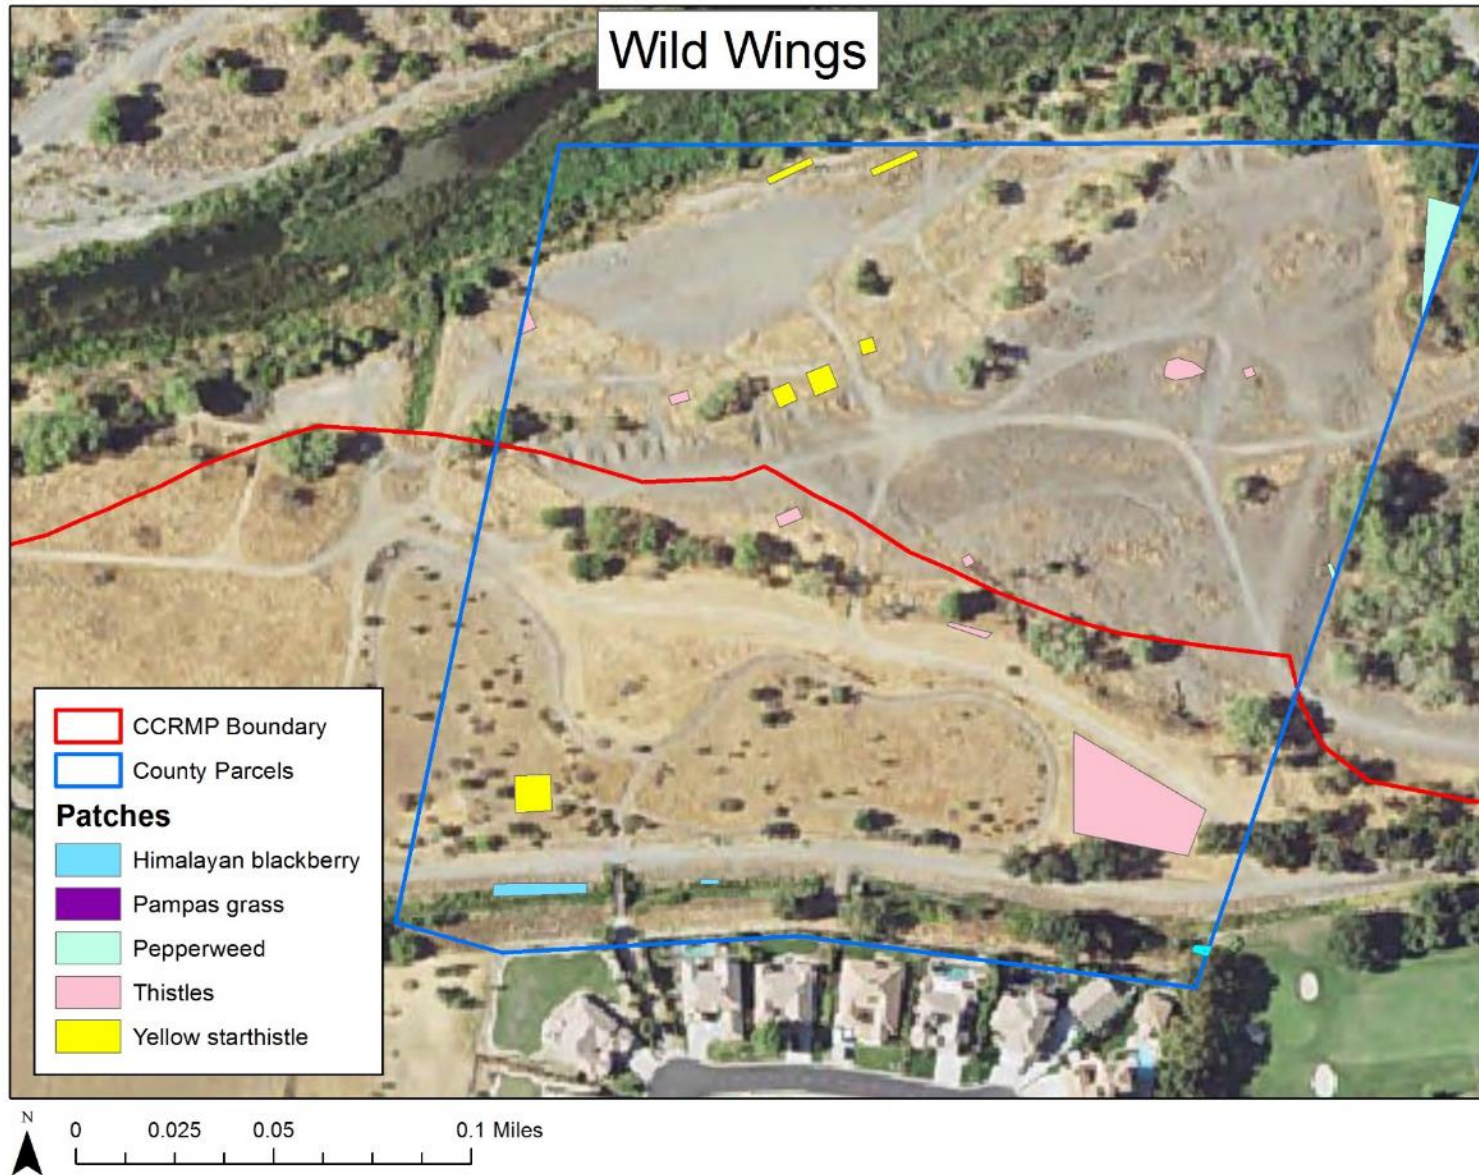 Wild Wings
CCRMP Boundary
County Parcels
Patches
Himalayan blackberry
Pampas grass
Pepperweed
Thistles
Yellow starthistle
N
0 0.025 0.05 0.1 Miles